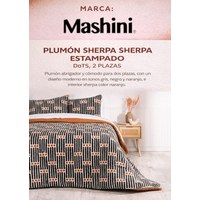 MARCA:
Mashini®
PLUMÓN SHERPA SHERPA
ESTAMPADO
DOTS, 2 PLAZAS
Plumón abrigador y cómodo para dos plazas, con un
diseño moderno en tonos gris, negro y naranjo, e
interior sherpa color naranjo.